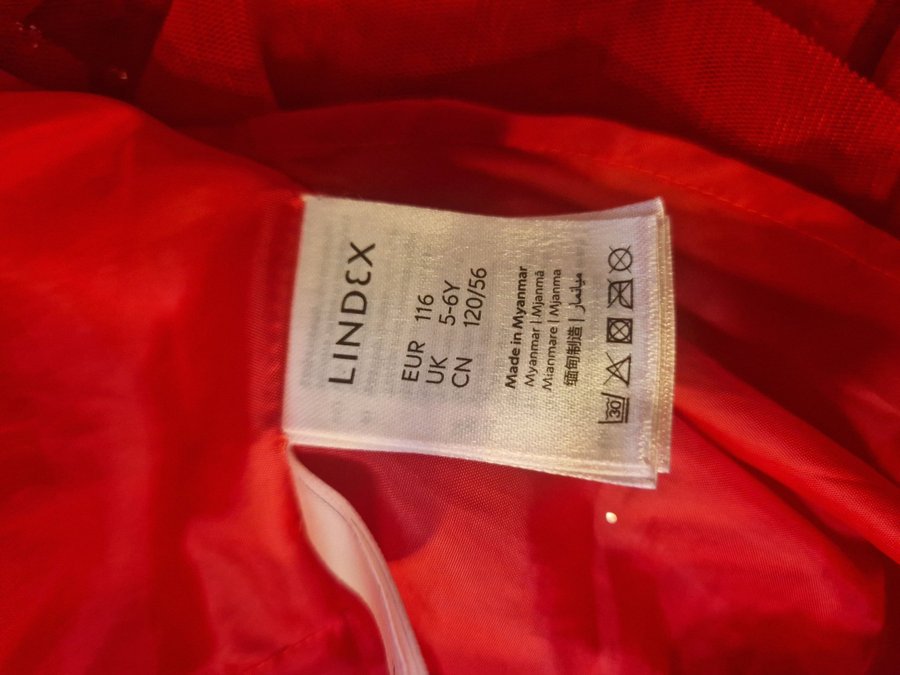 LINDEX
EUR 116
UK 5-6Y
CN 120/56
Made in Myanmar
Myanmar | Mjanmā
Mianmare | Mjanma
缅甸制造 | ميانمار
30